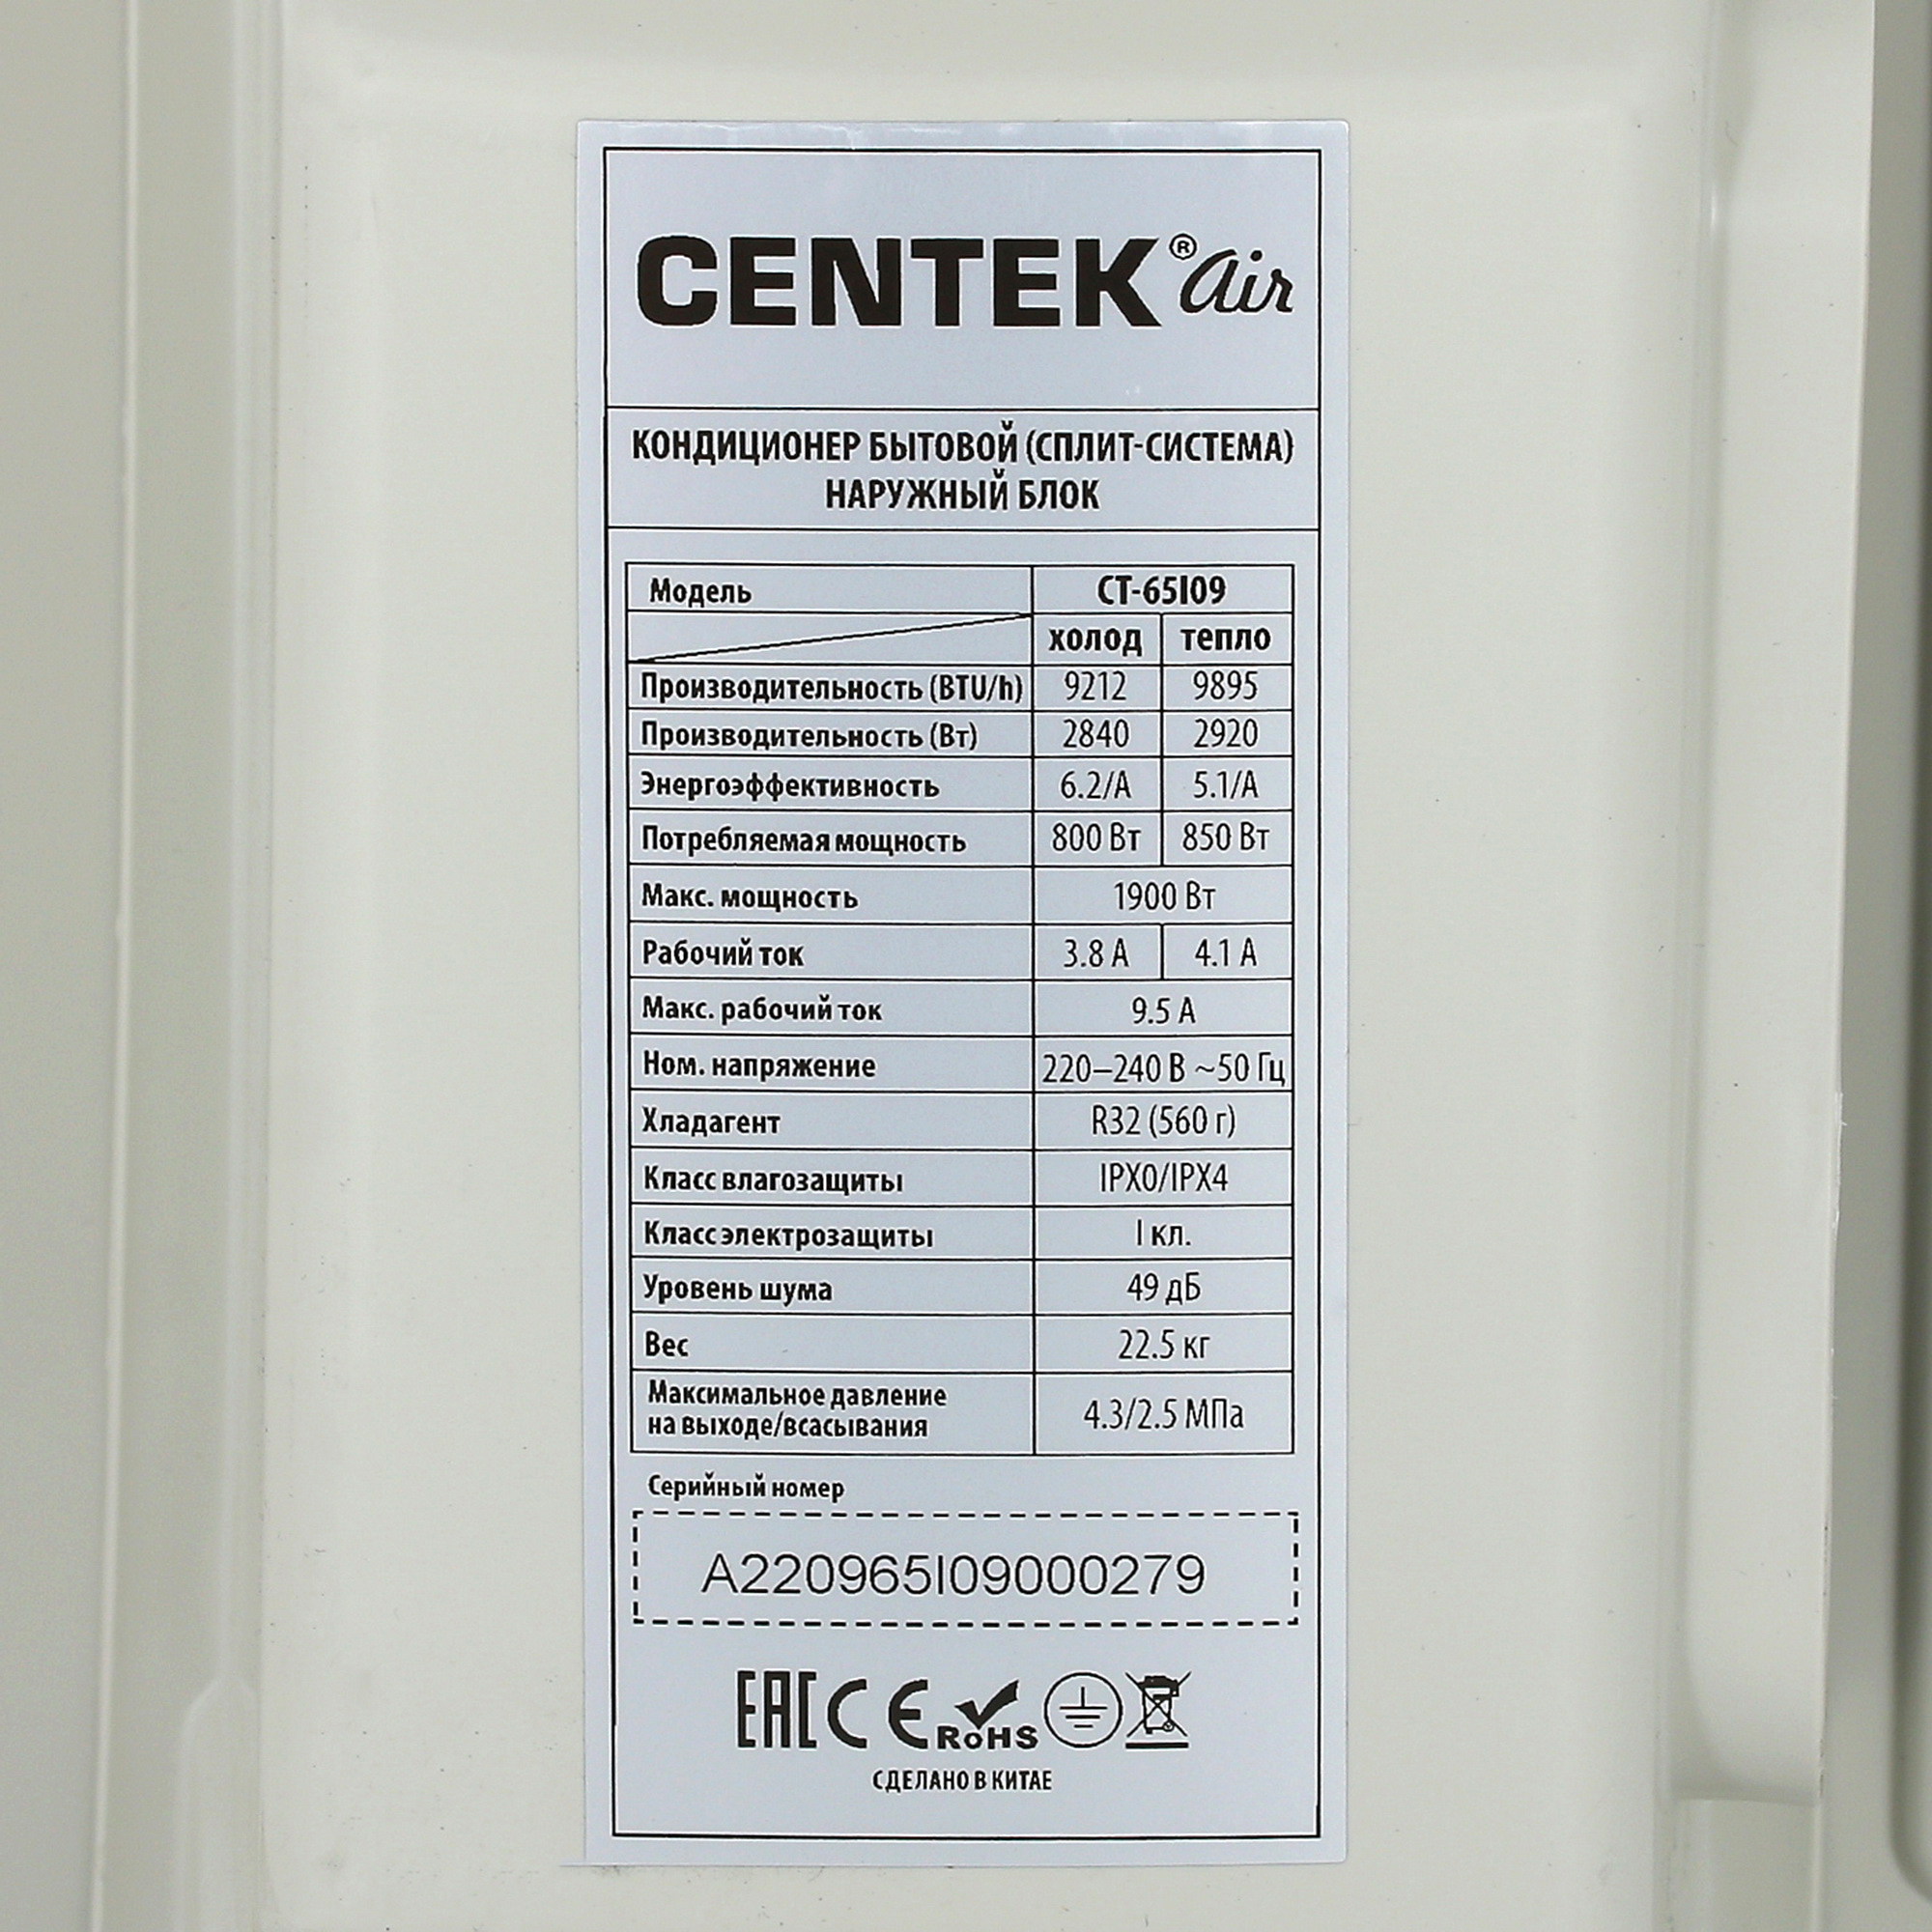 CENTEK® air
КОНДИЦИОНЕР БЫТОВОЙ (СПЛИТ-СИСТЕМА)
НАРУЖНЫЙ БЛОК
Модель CT-65I09
холод тепло
Производительность (BTU/h) 9212 9895
Производительность (Вт) 2840 2920
Энергоэффективность 6.2/A 5.1/A
Потребляемая мощность 800 Вт 850 Вт
Макс. мощность 1900 Вт
Рабочий ток 3.8 А 4.1 А
Макс. рабочий ток 9.5 А
Ном. напряжение 220–240 В ~50 Гц
Хладагент R32 (560 г)
Класс влагозащиты IPX0/IPX4
Класс электрозащиты I кл.
Уровень шума 49 дБ
Вес 22.5 кг
Максимальное давление
на выходе/всасывания 4.3/2.5 МПа
Серийный номер
A220965I09000279
EAC CE RoHS
СДЕЛАНО В КИТАЕ